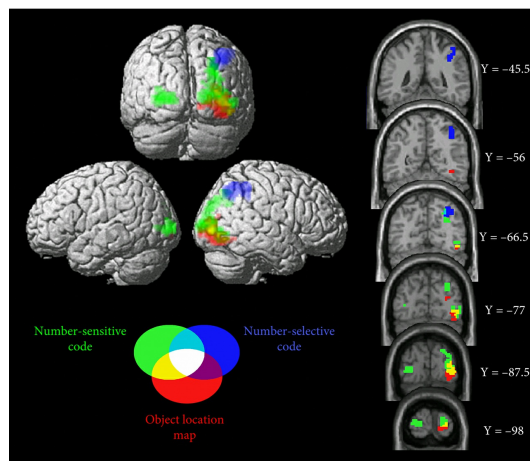 Y = –45.5
Y = –56
Y = –66.5
Y = –77
Y = –87.5
Y = –98
Number-sensitive
code
Number-selective
code
Object location
map